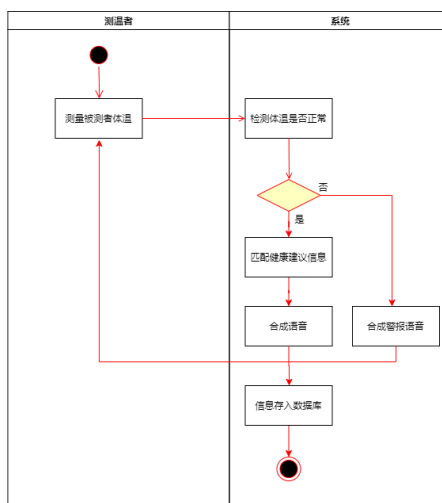 测温者
系统
测量被测者体温
检测体温是否正常
否
是
匹配健康建议信息
合成语音
合成警报语音
信息存入数据库